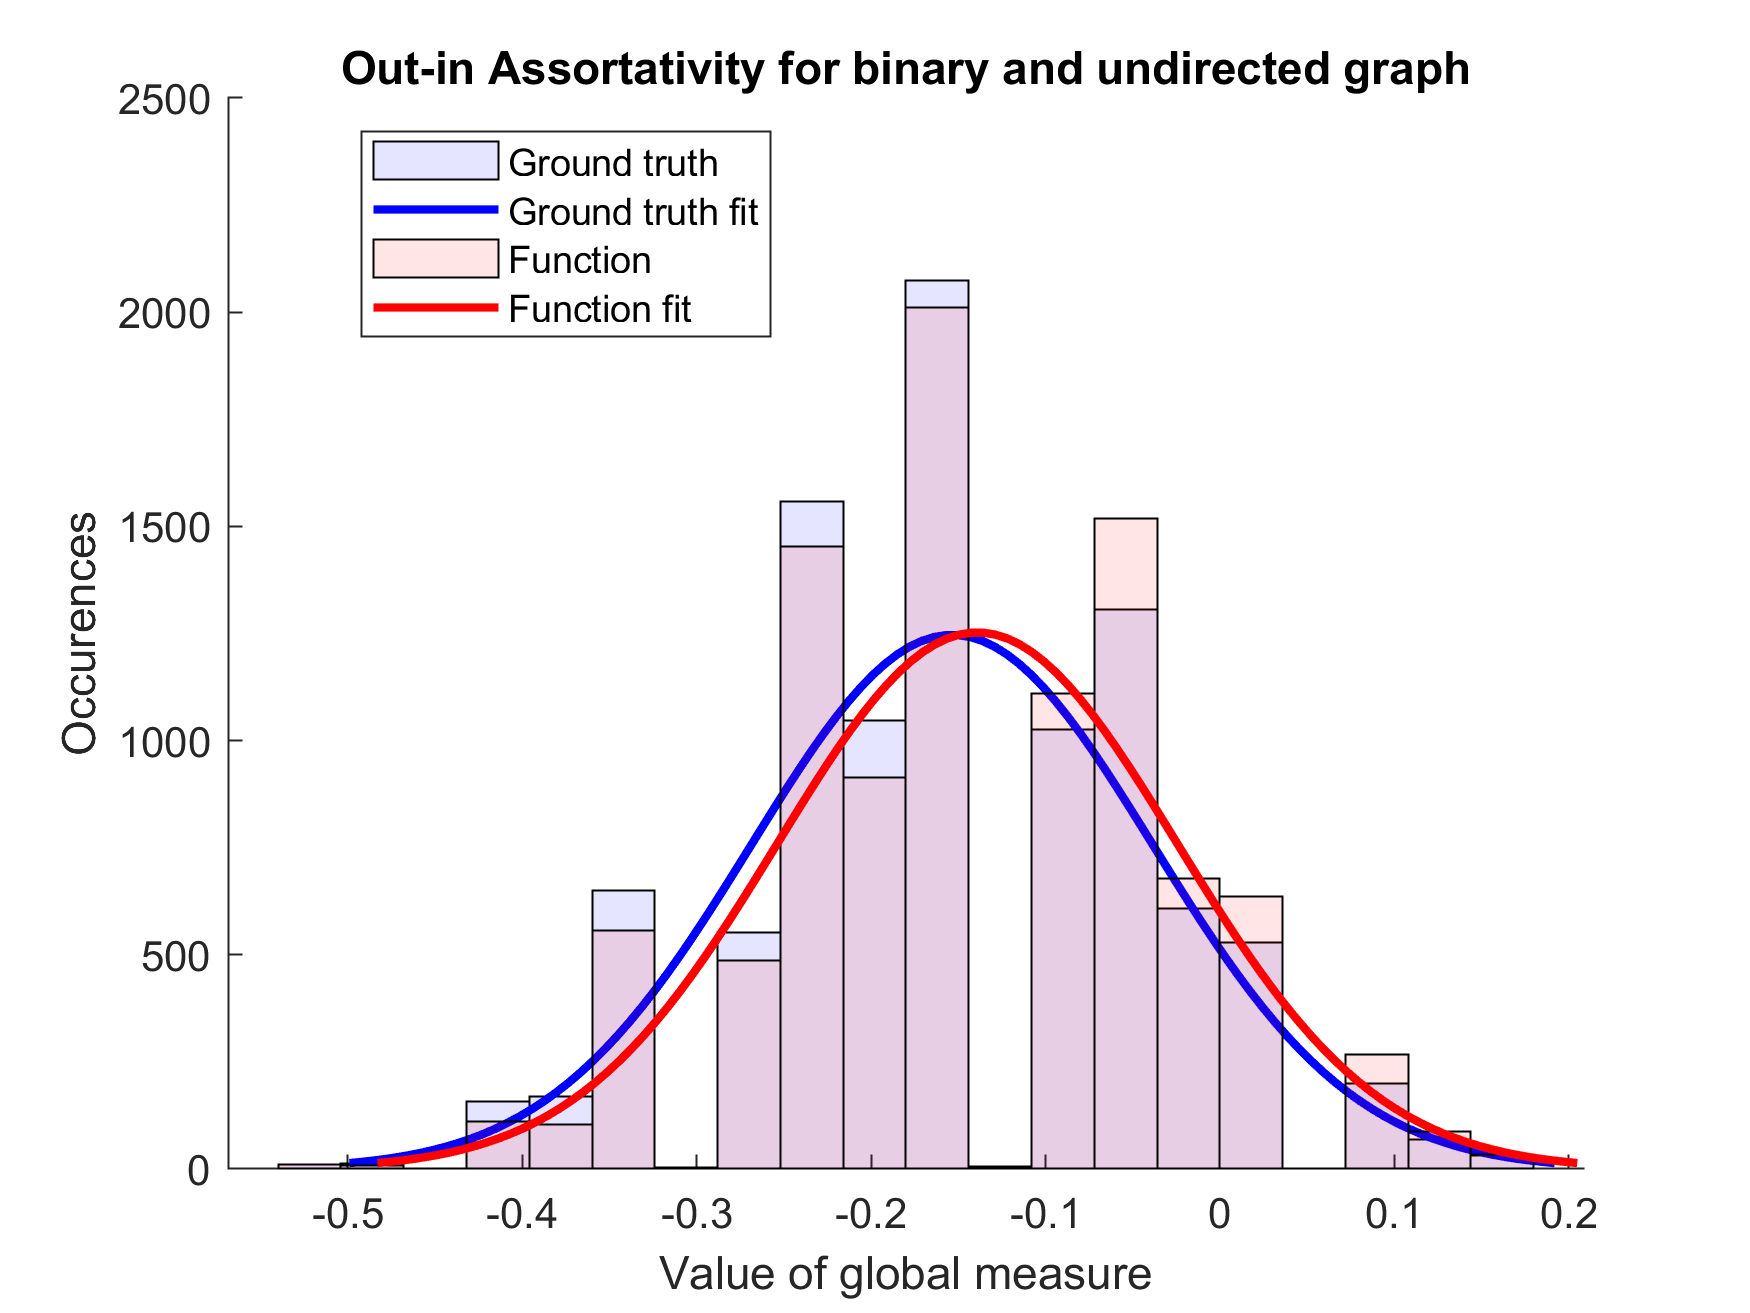 Out-in Assortativity for binary and undirected graph
2500
2000
1500
1000
500
0
Occurences
Ground truth
Ground truth fit
Function
Function fit
-0.5 -0.4 -0.3 -0.2 -0.1 0 0.1 0.2
Value of global measure